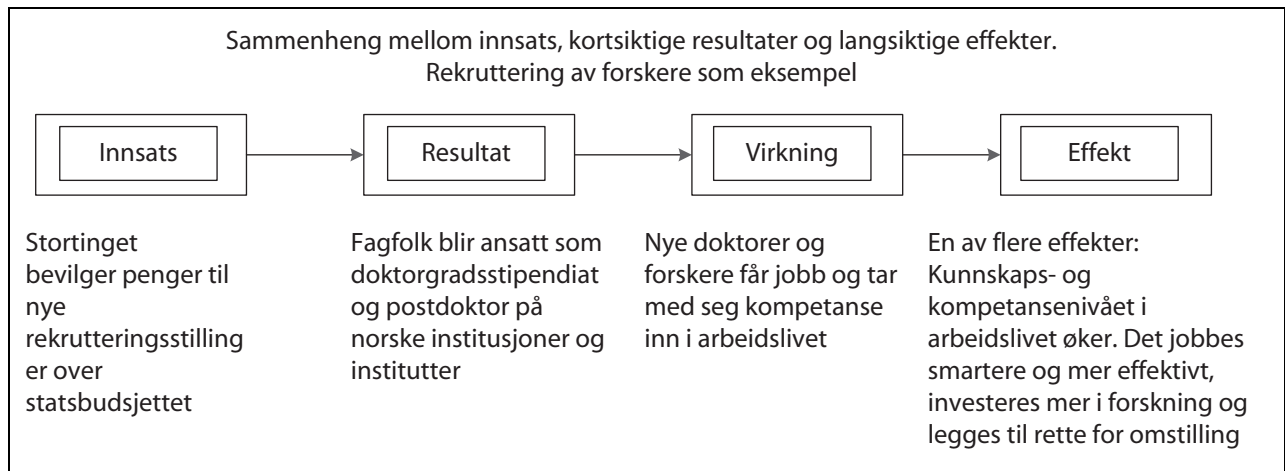 Sammenheng mellom innsats, kortsiktige resultater og langsiktige effekter.
Rekruttering av forskere som eksempel
Innsats
Resultat
Virkning
Effekt
Stortinget
bevilger penger til
nye
rekrutteringsstilling
er over
statsbudsjettet
Fagfolk blir ansatt som
doktorgradsstipendiat
og postdoktor på
norske institusjoner og
institutter
Nye doktorer og
forskere får jobb og tar
med seg kompetanse
inn i arbeidslivet
En av flere effekter:
Kunnskaps- og
kompetansenivået i
arbeidslivet øker. Det jobbes
smartere og mer effektivt,
investeres mer i forskning og
legges til rette for omstilling